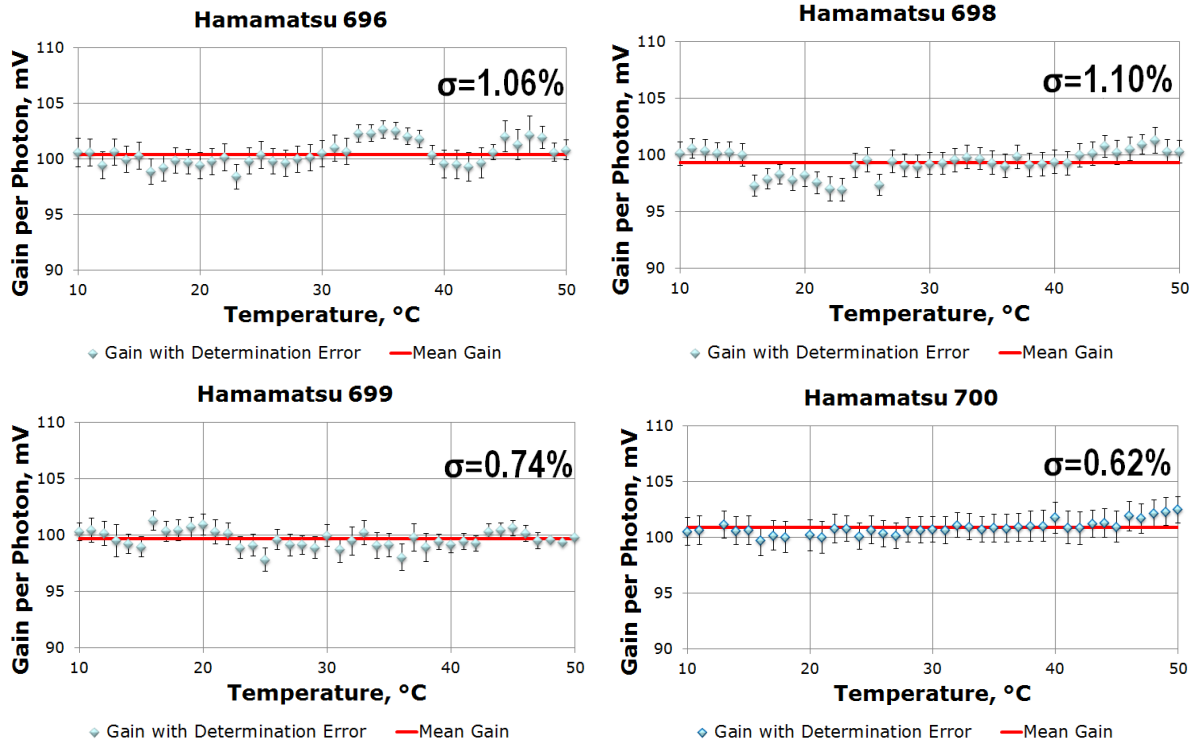 Hamamatsu 696
Gain per Photon, mV
110
105
100
95
90
σ=1.06%
10 20 30 40 50
Temperature, °C
Gain with Determination Error Mean Gain
Hamamatsu 698
Gain per Photon, mV
110
105
100
95
90
σ=1.10%
10 20 30 40 50
Temperature, °C
Gain with Determination Error Mean Gain
Hamamatsu 699
Gain per Photon, mV
110
105
100
95
90
σ=0.74%
10 20 30 40 50
Temperature, °C
Gain with Determination Error Mean Gain
Hamamatsu 700
Gain per Photon, mV
110
105
100
95
90
σ=0.62%
10 20 30 40 50
Temperature, °C
Gain with Determination Error Mean Gain